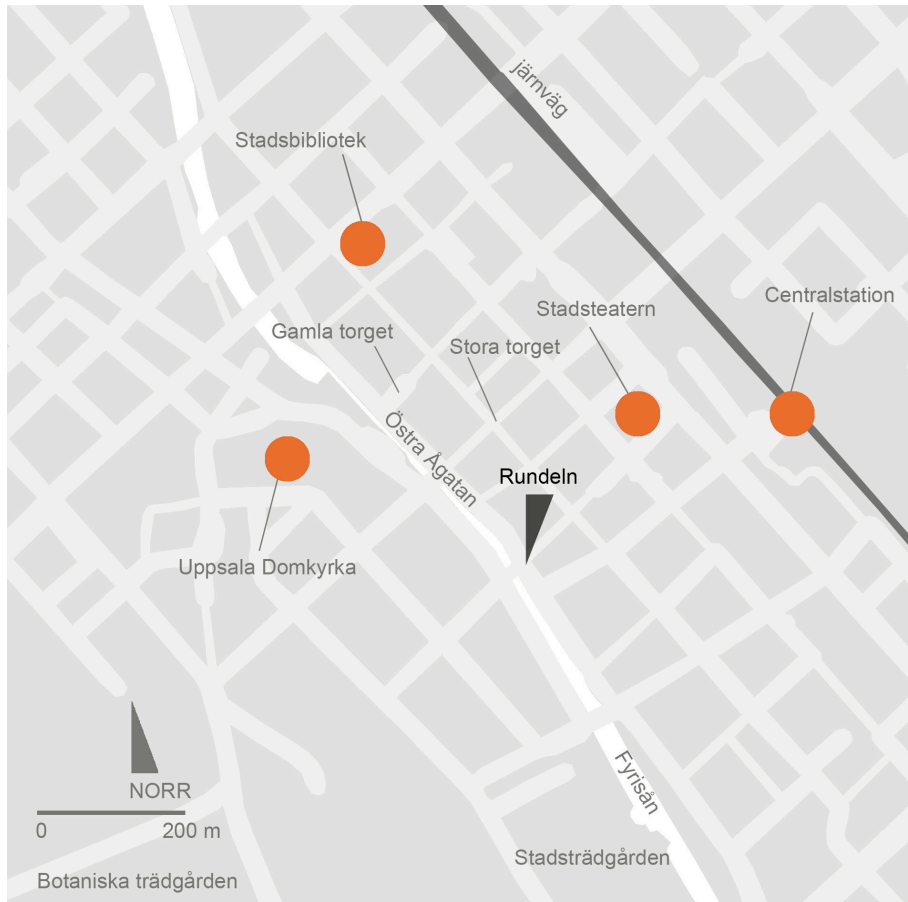 järnväg
Stadsbibliotek
Centralstation
Stadsteatern
Gamla torget
Stora torget
Östra Ågatan
Rundeln
Uppsala Domkyrka
Fyrisån
NORR
0 200 m
Stadsträdgården
Botaniska trädgården